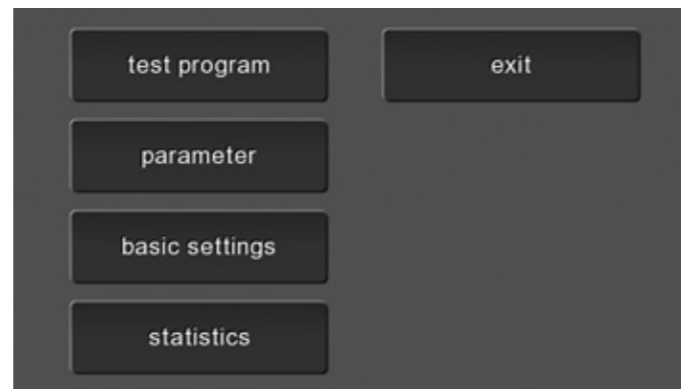 test program
exit
parameter
basic settings
statistics